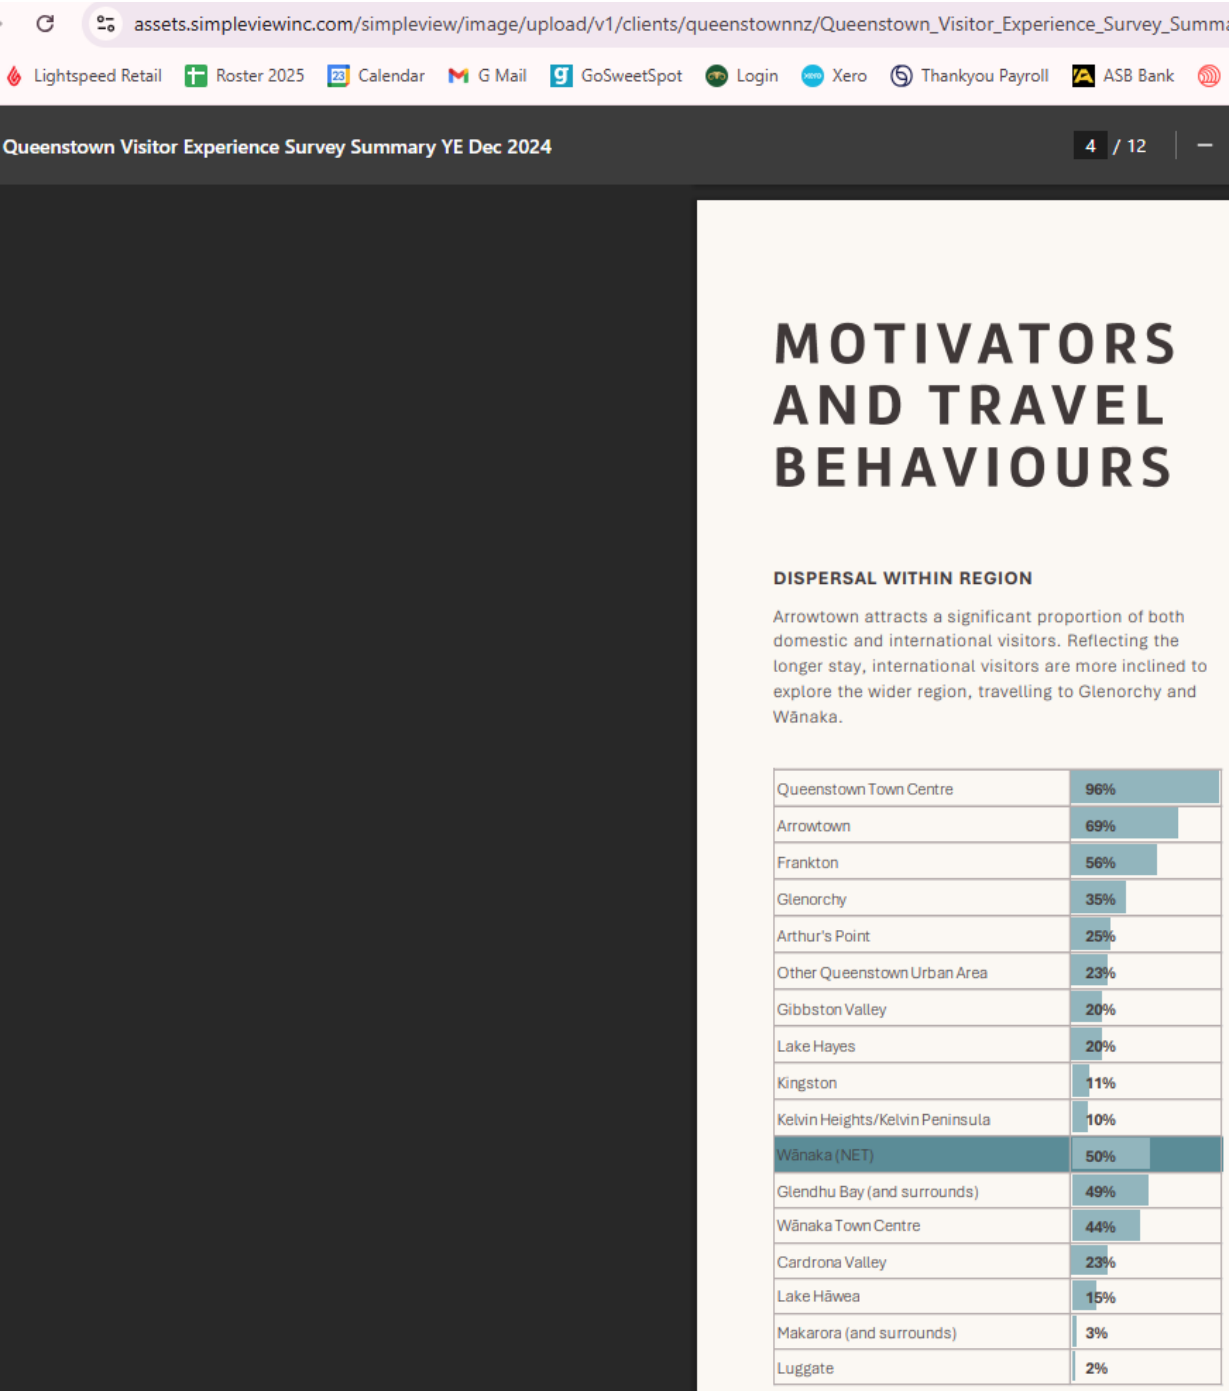 assets.simpleviewinc.com/simpleview/image/upload/v1/clients/queenstownnz/Queenstown_Visitor_Experience_Survey_Summa
Lightspeed Retail Roster 2025 23 Calendar G Mail g GoSweetSpot Login xero Xero Thankyou Payroll ASB Bank
Queenstown Visitor Experience Survey Summary YE Dec 2024 4 / 12
MOTIVATORS
AND TRAVEL
BEHAVIOURS
DISPERSAL WITHIN REGION
Arrowtown attracts a significant proportion of both
domestic and international visitors. Reflecting the
longer stay, international visitors are more inclined to
explore the wider region, travelling to Glenorchy and
Wānaka.
Queenstown Town Centre 96%
Arrowtown 69%
Frankton 56%
Glenorchy 35%
Arthur's Point 25%
Other Queenstown Urban Area 23%
Gibbston Valley 20%
Lake Hayes 20%
Kingston 11%
Kelvin Heights/Kelvin Peninsula 10%
Wānaka (NET) 50%
Glendhu Bay (and surrounds) 49%
Wānaka Town Centre 44%
Cardrona Valley 23%
Lake Hāwea 15%
Makarora (and surrounds) 3%
Luggate 2%